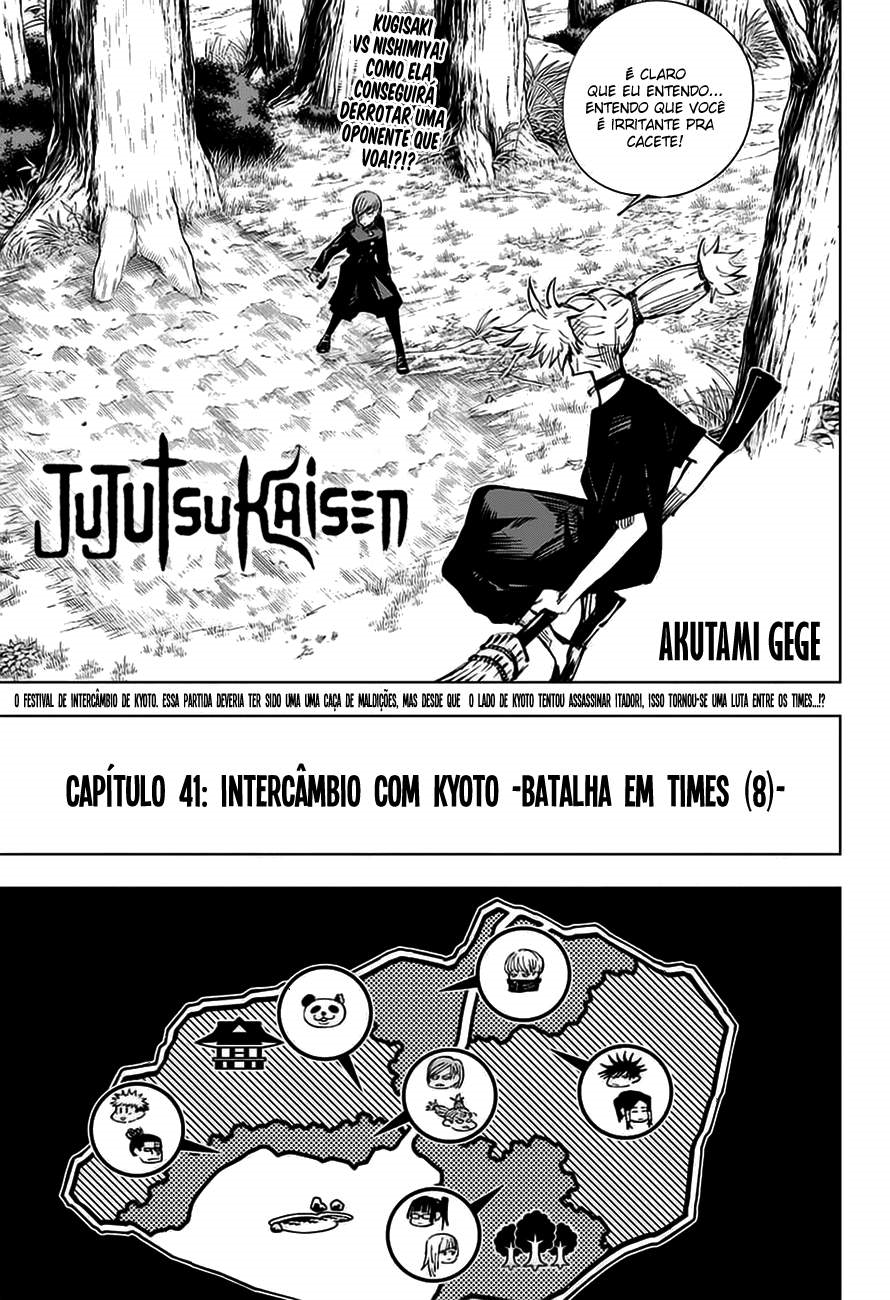 KUGISAKI
VS NISHIMIYA!
COMO ELA
CONSEGUIRÁ
DERROTAR UMA
OPONENTE QUE
VOA!?!?
É CLARO
QUE EU ENTENDO...
ENTENDO QUE VOCÊ
É IRRITANTE PRA
CACETE!
JUJUTSU KAISEN
AKUTAMI GEGE
O FESTIVAL DE INTERCÂMBIO DE KYOTO. ESSA PARTIDA DEVERIA TER SIDO UMA UMA CAÇA DE MALDIÇÕES, MAS DESDE QUE O LADO DE KYOTO TENTOU ASSASSINAR ITADORI, ISSO TORNOU-SE UMA LUTA ENTRE OS TIMES...!?
CAPÍTULO 41: INTERCÂMBIO COM KYOTO -BATALHA EM TIMES (8)-